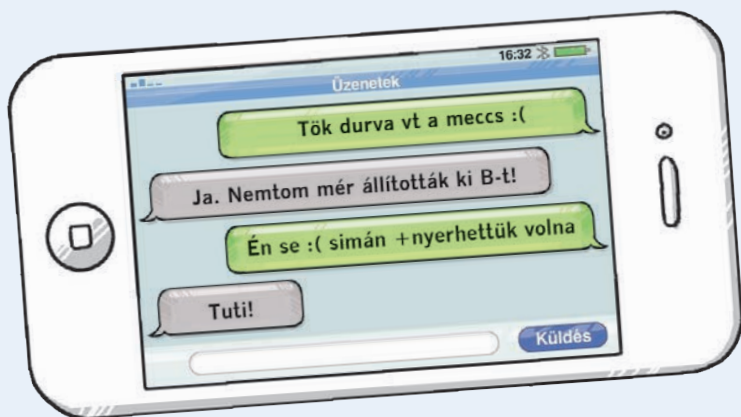 16:32
Üzenetek
Tök durva vt a meccs :(
Ja. Nemtom mér állították ki B-t!
Én se :( simán +nyerhettük volna
Tuti!
Küldés